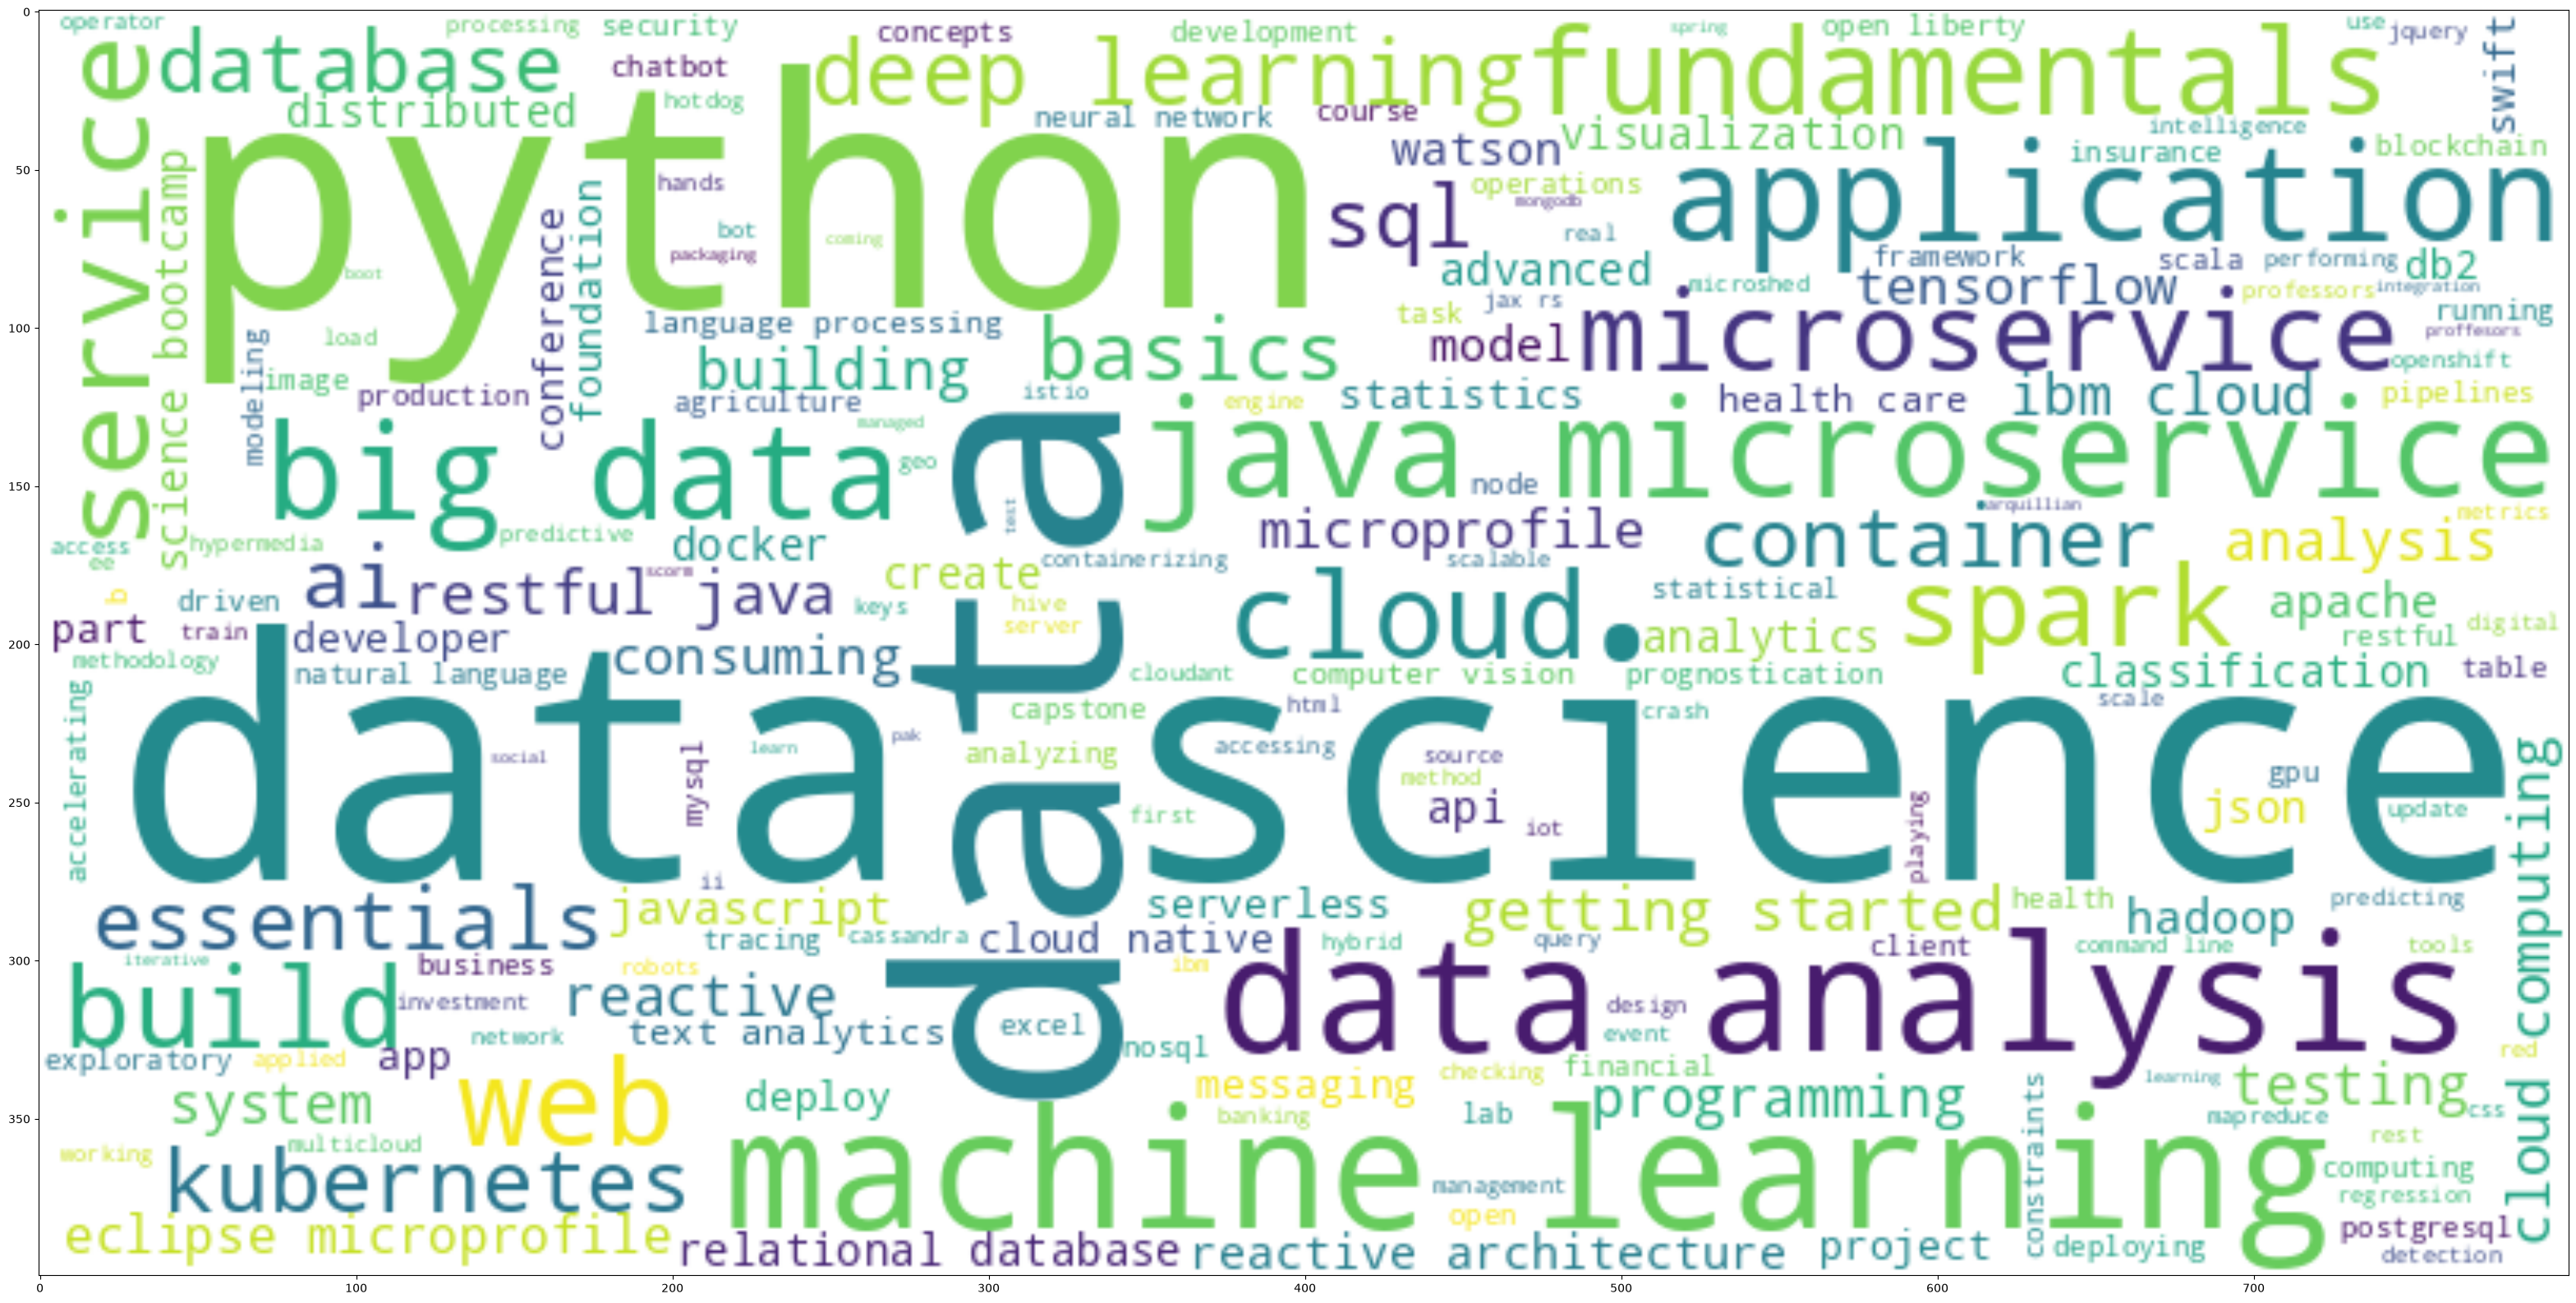 0
operator
processing
security
concepts
development
spring
open liberty
use
jquery
swift
service
database
chatbot
deep learning
fundamentals
distributed
hotdog
neural network
course
visualization
intelligence
50
science bootcamp
python
hands
watson
operations
mongodb
insurance
blockchain
application
conference
foundation
bot
packaging
coming
sql
real
boot
advanced
framework
scala
performing
db2
microshed
tensorflow
professors
integration
100
modeling
load
language processing
basics
task
jax rs
model
microservice
running
proffesors
openshift
image
production
building
agriculture
istio
engine
statistics
health care
ibm cloud
pipelines
big data
managed
geo
data
java microservice
150
node
test
arquillian
metrics
access
ee
hypermedia
predictive
docker
microprofile
container
analysis
containerizing
scalable
b
ai
restful java
scorm
create
cloud
statistical
spark
apache
driven
keys
hive
server
part
train
developer
analytics
restful
digital
200
methodology
natural language
consuming
cloudant
computer vision
prognostication
classification
table
accelerating
data science
capstone
html
crash
scale
social
mysql
learn
pak
analyzing
accessing
source
method
gpu
cloud computing
250
first
api
iot
playing
json
update
ii
essentials
javascript
serverless
getting started
health
hadoop
predicting
tracing
cassandra
cloud native
hybrid
query
client
command line
tools
300
iterative
business
robots
ibm
data analysis
build
investment
reactive
design
network
text analytics
excel
event
exploratory
applied
app
nosql
financial
red
web
messaging
checking
learning
testing
system
deploy
banking
lab
programming
constraints
mapreduce
css
350
working
multicloud
machine learning
rest
kubernetes
management
computing
regression
open
eclipse microprofile
relational database
reactive architecture
project
deploying
postgresql
detection
0 100 200 300 400 500 600 700